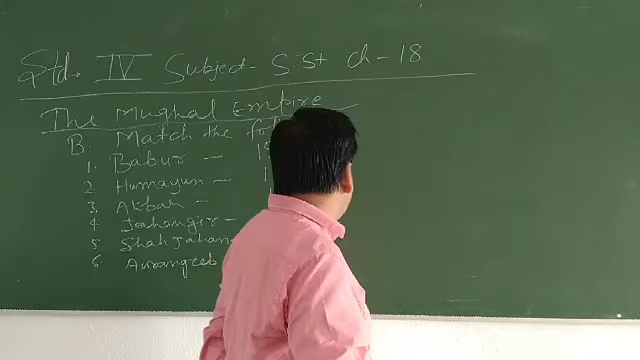 Std. IV Subject- S.St ch-18
The Mughal Empire
B. Match the
1. Babur -
2 Humayun -
3. Akbar -
4 Jahangir -
5 Shah Jahan
6 Aurangzeb